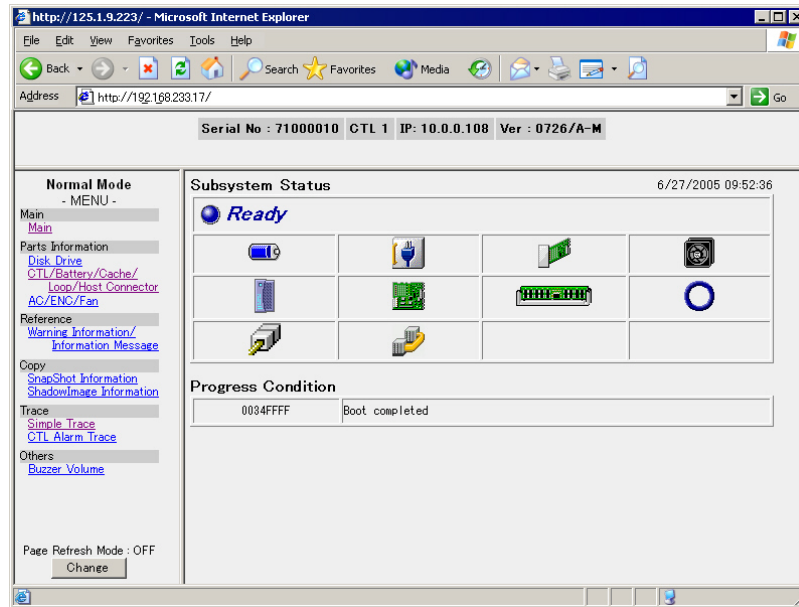 http://125.1.9.223/ - Microsoft Internet Explorer
File Edit View Favorites Tools Help
Back Search Favorites Media
Address http://192.168.233.17/ Go
Serial No : 71000010 CTL 1 IP: 10.0.0.108 Ver : 0726/A-M
Normal Mode
- MENU -
Main
Main
Parts Information
Disk Drive
CTL/Battery/Cache/
Loop/Host Connector
AC/ENC/Fan
Reference
Warning Information/
Information Message
Copy
SnapShot Information
ShadowImage Information
Trace
Simple Trace
CTL Alarm Trace
Others
Buzzer Volume
Page Refresh Mode : OFF
Change
Subsystem Status 6/27/2005 09:52:36
Ready
Progress Condition
0034FFFF Boot completed